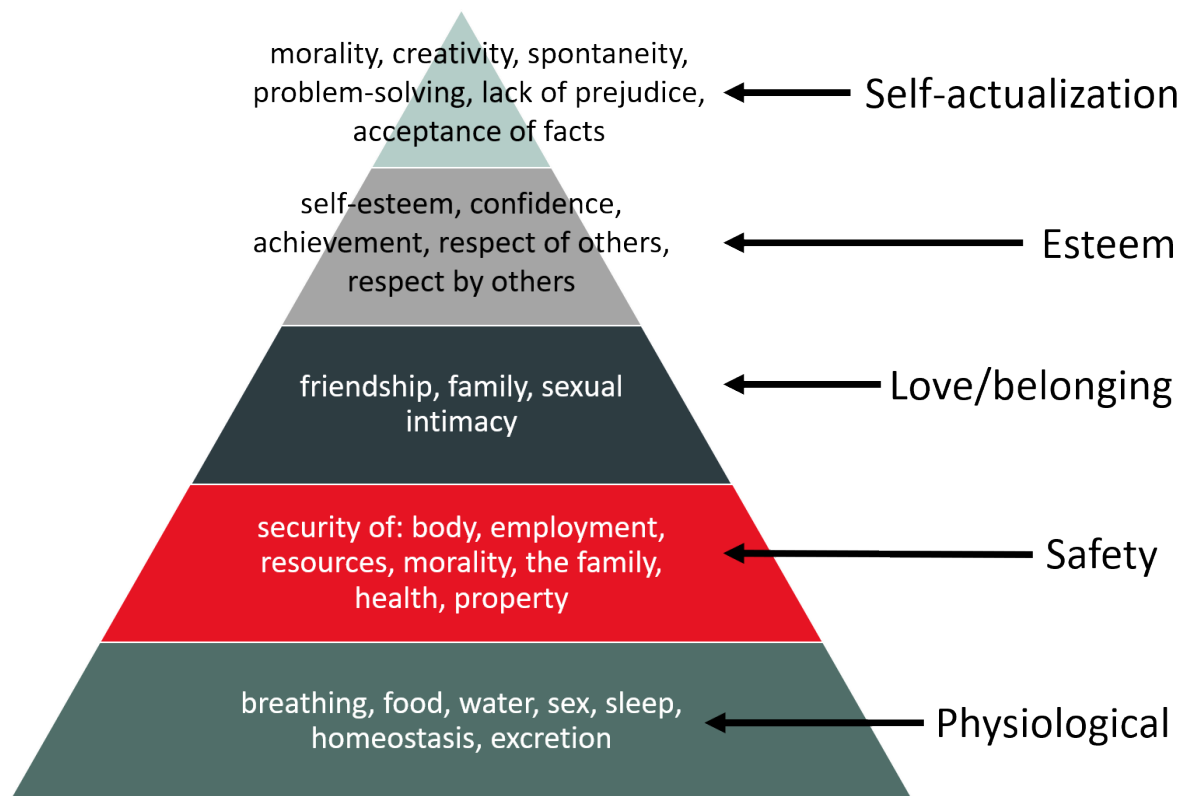 morality, creativity, spontaneity,
problem-solving, lack of prejudice,
acceptance of facts
Self-actualization
self-esteem, confidence,
achievement, respect of others,
respect by others
Esteem
friendship, family, sexual
intimacy
Love/belonging
security of: body, employment,
resources, morality, the family,
health, property
Safety
breathing, food, water, sex, sleep,
homeostasis, excretion
Physiological